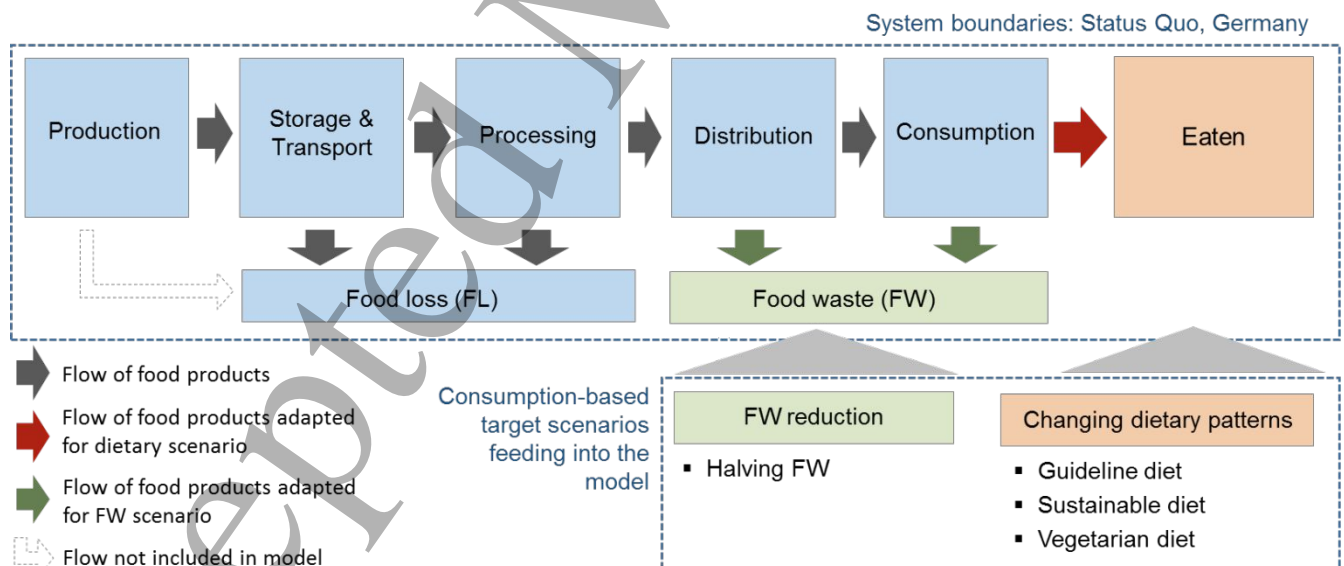 System boundaries: Status Quo, Germany
Production
Storage &
Transport
Processing
Distribution
Consumption
Eaten
Food loss (FL)
Food waste (FW)
Flow of food products
Flow of food products adapted
for dietary scenario
Flow of food products adapted
for FW scenario
Flow not included in model
Consumption-based
target scenarios
feeding into the
model
FW reduction
▪ Halving FW
Changing dietary patterns
▪ Guideline diet
▪ Sustainable diet
▪ Vegetarian diet
epted M